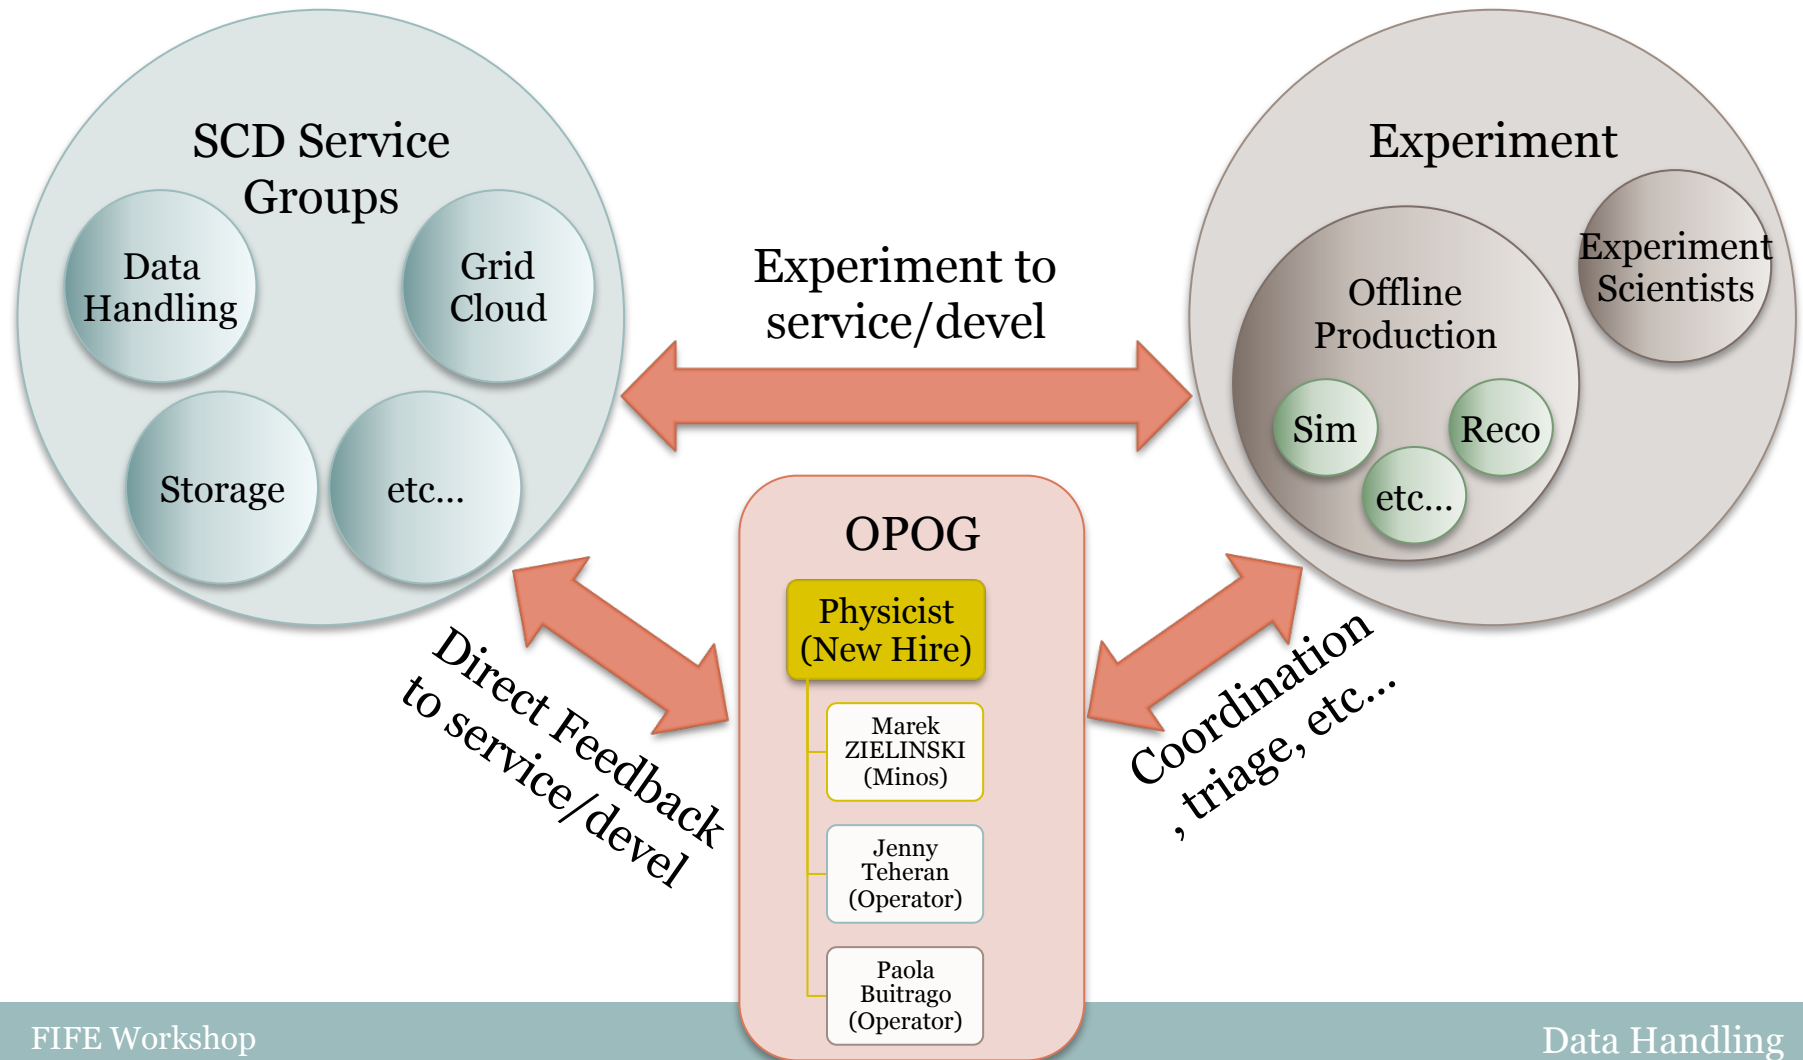 SCD Service
Groups
Data
Handling
Grid
Cloud
Storage
etc...
Experiment to
service/devel
Experiment
Experiment
Scientists
Offline
Production
Sim
Reco
etc...
OPOG
Physicist
(New Hire)
Marek
ZIELINSKI
(Minos)
Jenny
Teheran
(Operator)
Paola
Buitrago
(Operator)
Direct Feedback
to service/devel
Coordination
, triage, etc...
FIFE Workshop
Data Handling